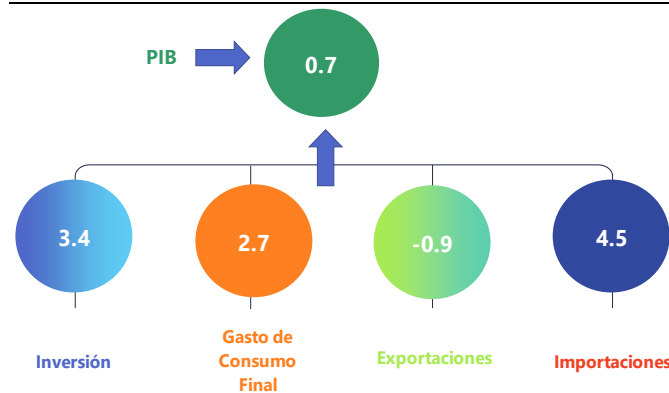 PIB
0.7
3.4
2.7
-0.9
4.5
Inversión
Gasto de
Consumo
Final
Exportaciones
Importaciones